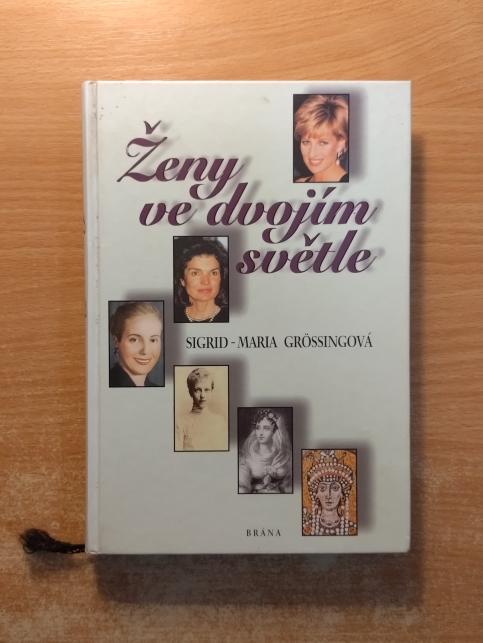 Ženy
ve dvojím
světle
SIGRID - MARIA GRÖSSINGOVÁ
BRÁNA